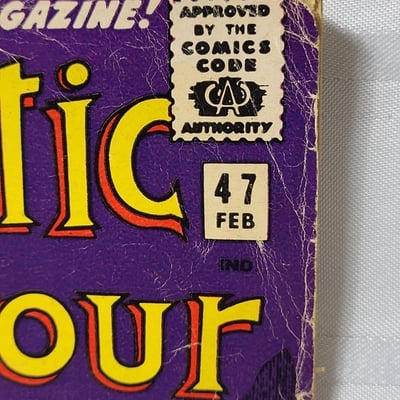 GAZINE!
APPROVED
BY THE
COMICS
CODE
CA
AUTHORITY
tic
47
FEB
IND.
our